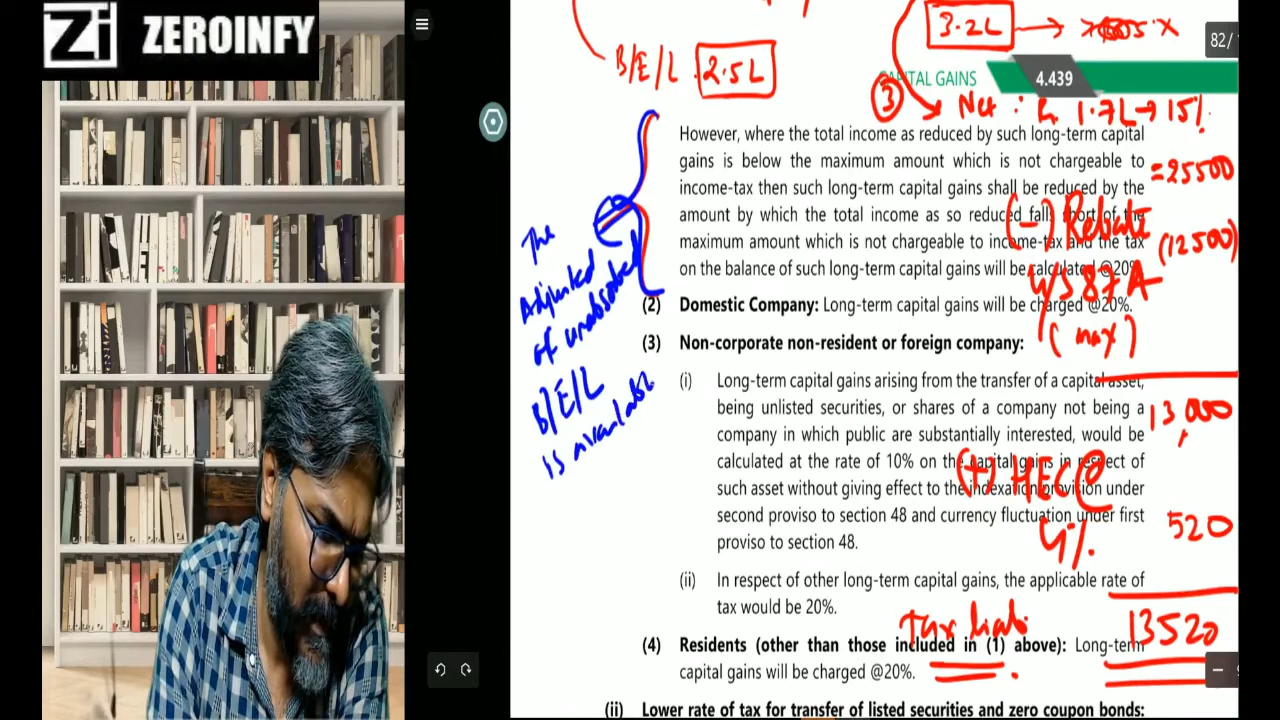 Zi ZEROINFY
B/E/L 2.5L
3.2L →
82/
CAPITAL GAINS 4.439
③ Net : 1.7L → 15%
However, where the total income as reduced by such long-term capital
gains is below the maximum amount which is not chargeable to
income-tax then such long-term capital gains shall be reduced by the
amount by which the total income as so reduced falls short of the
maximum amount which is not chargeable to income-tax and the tax
on the balance of such long-term capital gains will be calculated @20%
= 25500
(-) Rebate (12500)
u/s 87A
(max)
The
Adjusted
of unabsorbed
B/E/L
is available
(2) Domestic Company: Long-term capital gains will be charged @20%.
(3) Non-corporate non-resident or foreign company:
(i) Long-term capital gains arising from the transfer of a capital asset,
being unlisted securities, or shares of a company not being a
company in which public are substantially interested, would be
calculated at the rate of 10% on the capital gains in respect of
such asset without giving effect to the indexation provision under
second proviso to section 48 and currency fluctuation under first
proviso to section 48.
13,000
(+) HEC @
4%. 520
(ii) In respect of other long-term capital gains, the applicable rate of
tax would be 20%.
Tax liab 13520
(4) Residents (other than those included in (1) above): Long-term
capital gains will be charged @20%.
(ii) Lower rate of tax for transfer of listed securities and zero coupon bonds: